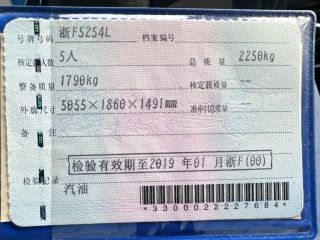 号牌号码 浙F5254L 档案编号
核定载人数 5人 总质量 2250kg
整备质量 1790kg 核定载质量 --
外廓尺寸 5055×1860×1491mm 准牵引总质量 --
备注
检验有效期至2019年01月浙F(00)
检验记录
汽油
*3300022227684*